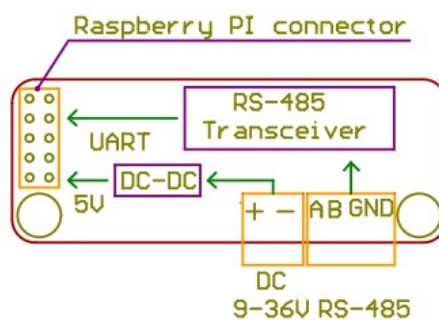 Raspberry PI connector
RS-485
Transceiver
UART
DC-DC
5V
+ - AB GND
DC
9-36V RS-485